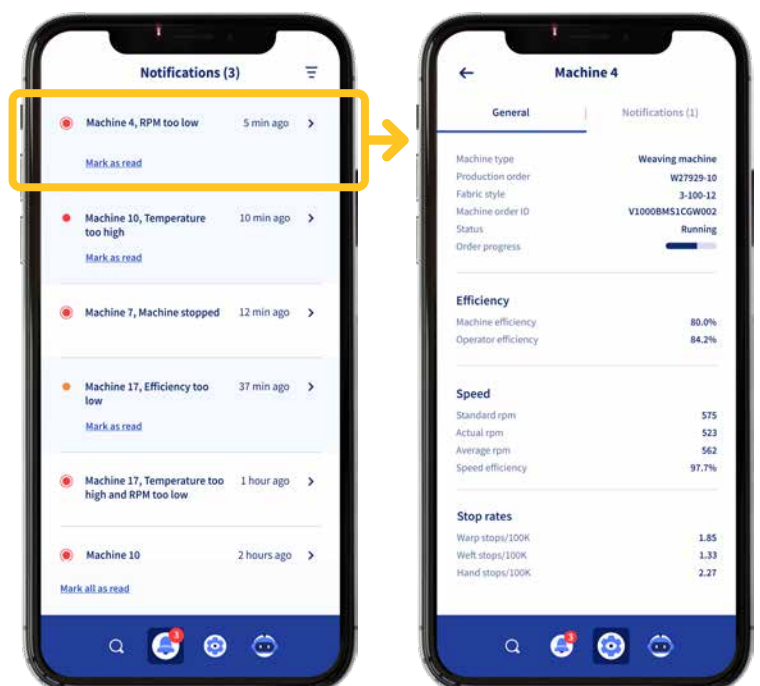 Notifications (3)
Machine 4, RPM too low 5 min ago
Mark as read
Machine 10, Temperature 10 min ago
too high
Mark as read
Machine 7, Machine stopped 12 min ago
Machine 17, Efficiency too 37 min ago
low
Mark as read
Machine 17, Temperature too 1 hour ago
high and RPM too low
Machine 10 2 hours ago
Mark all as read
3
Machine 4
General Notifications (1)
Machine type Weaving machine
Production order W27929-10
Fabric style 3-100-12
Machine order ID V1000BMS1CGW002
Status Running
Order progress
Efficiency
Machine efficiency 80.0%
Operator efficiency 84.2%
Speed
Standard rpm 575
Actual rpm 523
Average rpm 562
Speed efficiency 97.7%
Stop rates
Warp stops/100K 1.85
Weft stops/100K 1.33
Hand stops/100K 2.27
3